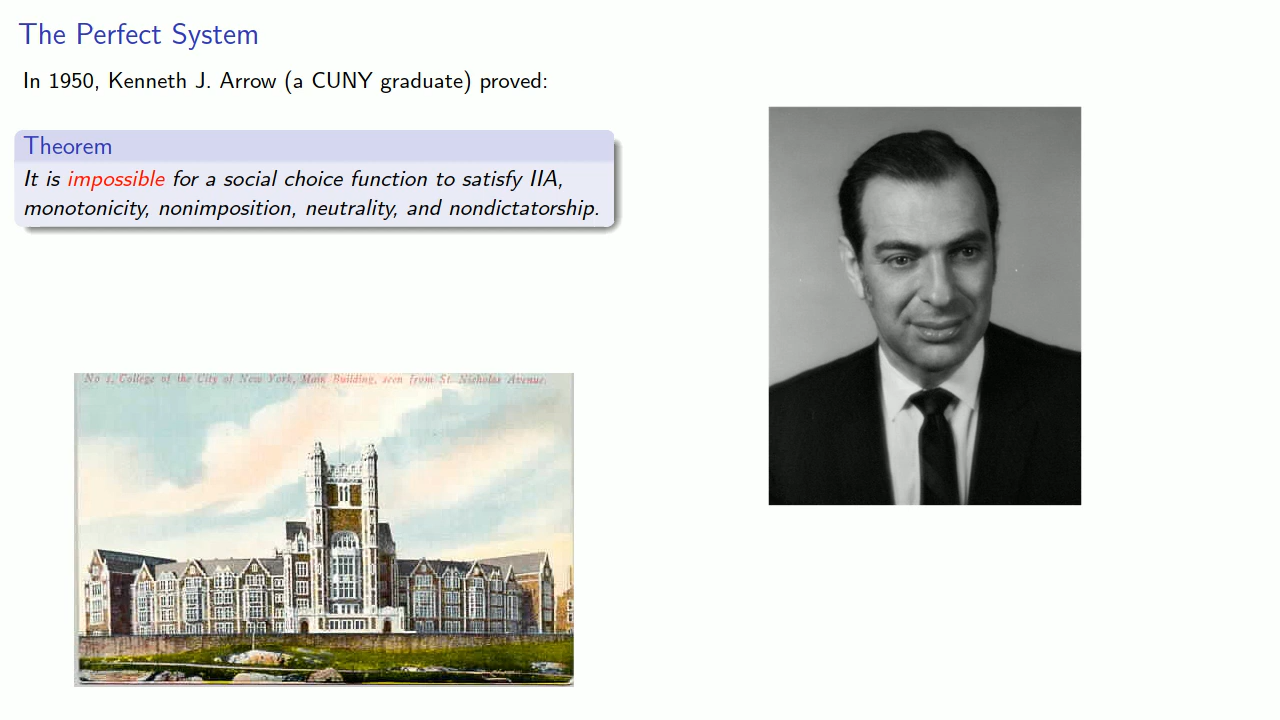 The Perfect System
In 1950, Kenneth J. Arrow (a CUNY graduate) proved:
Theorem
It is impossible for a social choice function to satisfy IIA,
monotonicity, nonimposition, neutrality, and nondictatorship.
No 1, College of the City of New York, Main Building, seen from St. Nicholas Avenue.